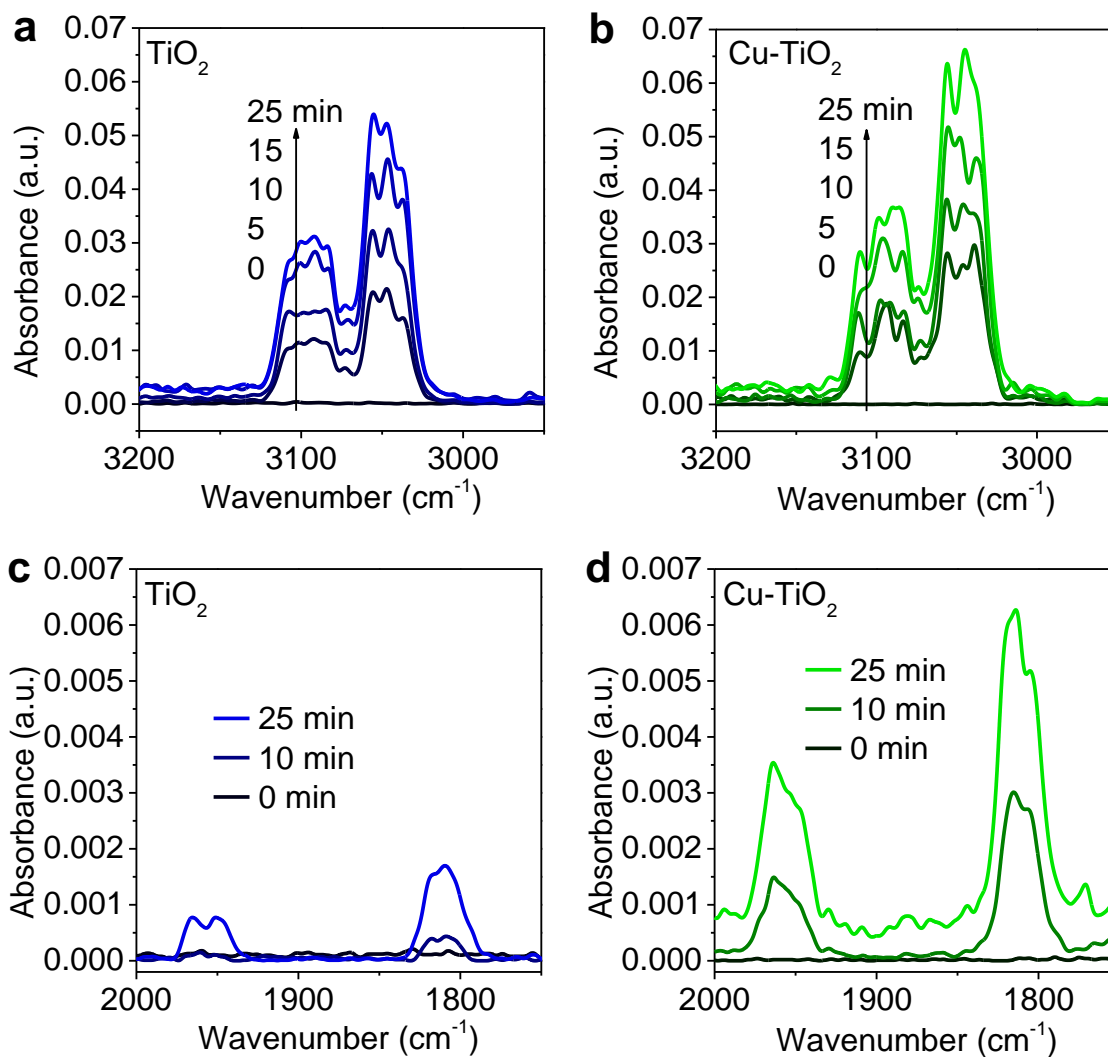 a
TiO2
0.07
0.06
0.05
0.04
0.03
0.02
0.01
0.00
Absorbance (a.u.)
25 min
15
10
5
0
3200
3100
3000
Wavenumber (cm-1)
b
Cu-TiO2
0.07
0.06
0.05
0.04
0.03
0.02
0.01
0.00
Absorbance (a.u.)
25 min
15
10
5
0
3200
3100
3000
Wavenumber (cm-1)
c
TiO2
0.007
0.006
0.005
0.004
0.003
0.002
0.001
0.000
Absorbance (a.u.)
25 min
10 min
0 min
2000
1900
1800
Wavenumber (cm-1)
d
Cu-TiO2
0.007
0.006
0.005
0.004
0.003
0.002
0.001
0.000
Absorbance (a.u.)
25 min
10 min
0 min
2000
1900
1800
Wavenumber (cm-1)